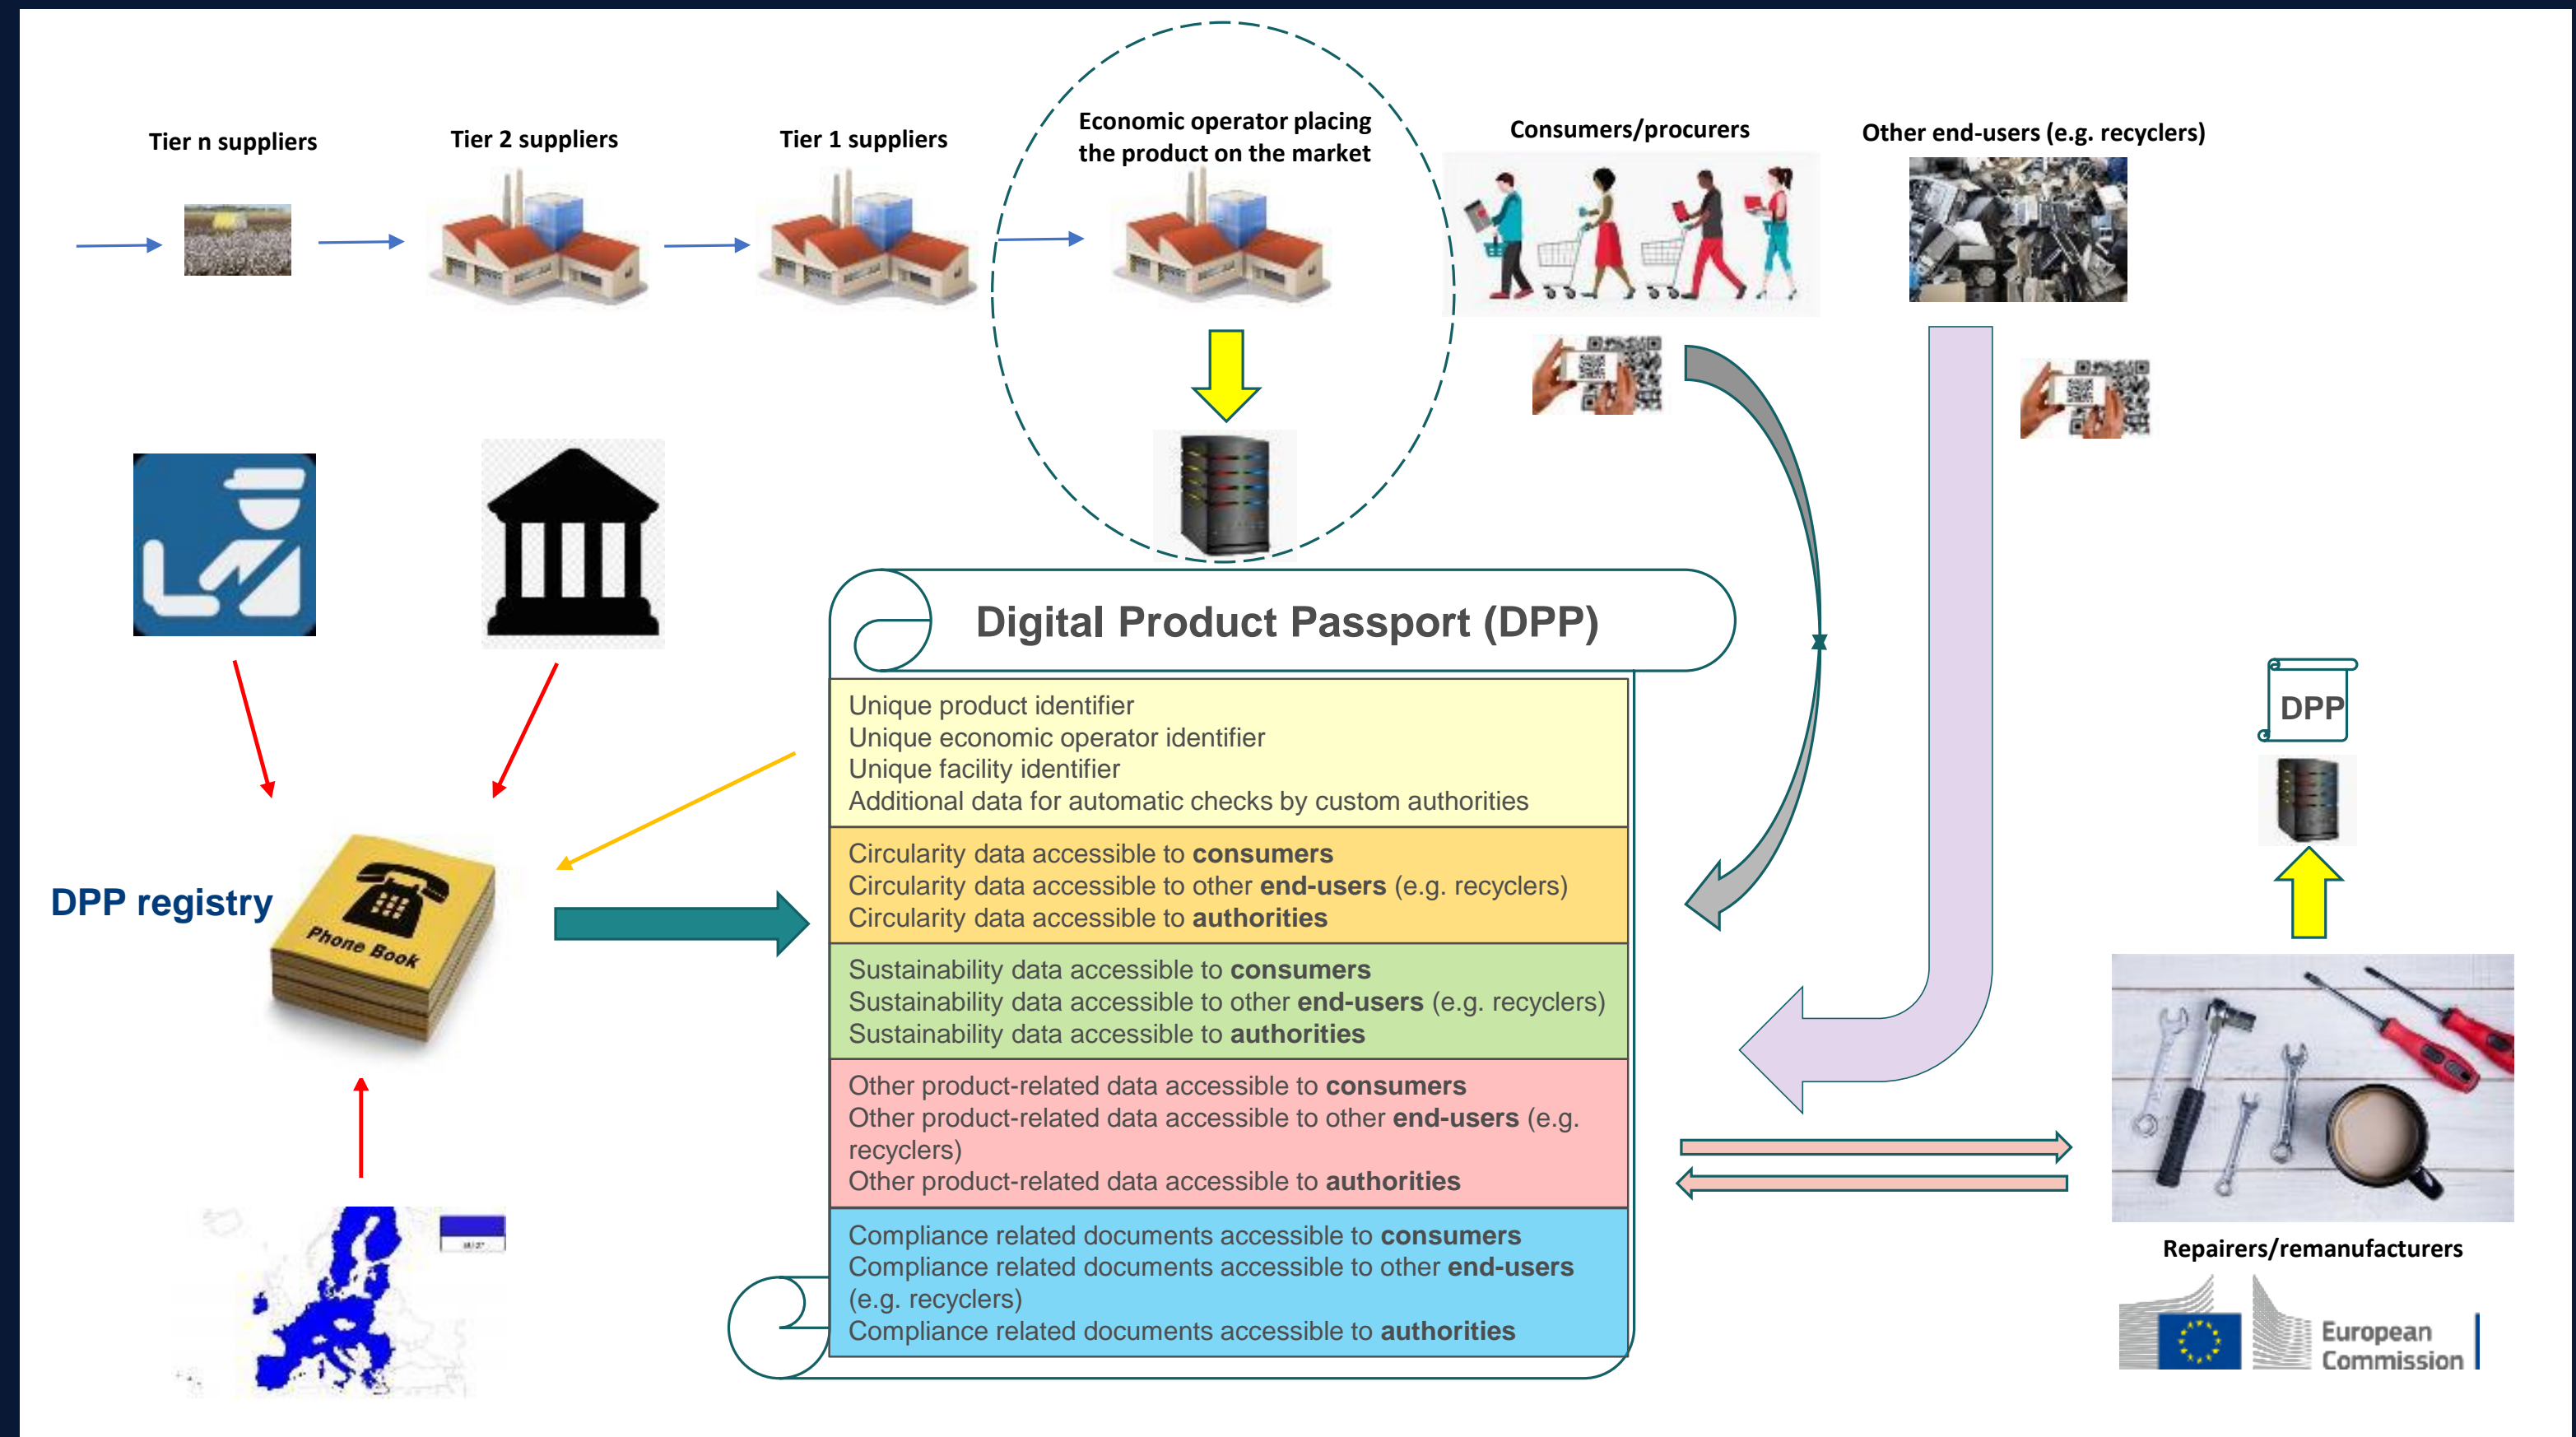 Tier n suppliers
Tier 2 suppliers
Tier 1 suppliers
Economic operator placing
the product on the market
Consumers/procurers
Other end-users (e.g. recyclers)
Digital Product Passport (DPP)
Unique product identifier
Unique economic operator identifier
Unique facility identifier
Additional data for automatic checks by custom authorities
Circularity data accessible to consumers
Circularity data accessible to other end-users (e.g. recyclers)
Circularity data accessible to authorities
Sustainability data accessible to consumers
Sustainability data accessible to other end-users (e.g. recyclers)
Sustainability data accessible to authorities
Other product-related data accessible to consumers
Other product-related data accessible to other end-users (e.g.
recyclers)
Other product-related data accessible to authorities
Compliance related documents accessible to consumers
Compliance related documents accessible to other end-users
(e.g. recyclers)
Compliance related documents accessible to authorities
DPP registry
Phone Book
DPP
Repairers/remanufacturers
European
Commission